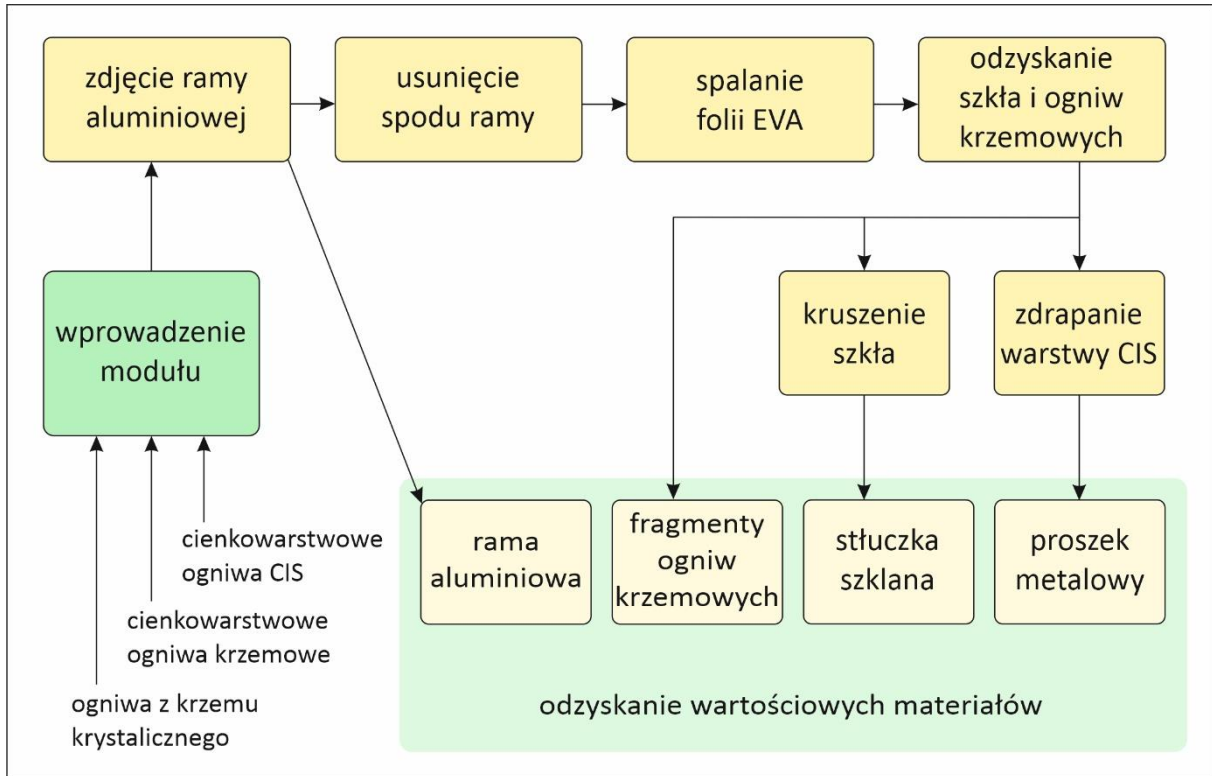 zdjęcie ramy
aluminiowej
usunięcie
spodu ramy
spalanie
folii EVA
odzyskanie
szkła i ogniw
krzemowych
wprowadzenie
modułu
kruszenie
szkła
zdrapanie
warstwy CIS
rama
aluminiowa
fragmenty
ogniw
krzemowych
stłuczka
szklana
proszek
metalowy
cienkowarstwowe
ogniwa CIS
cienkowarstwowe
ogniwa krzemowe
ogniwa z krzemu
krystalicznego
odzyskanie wartościowych materiałów